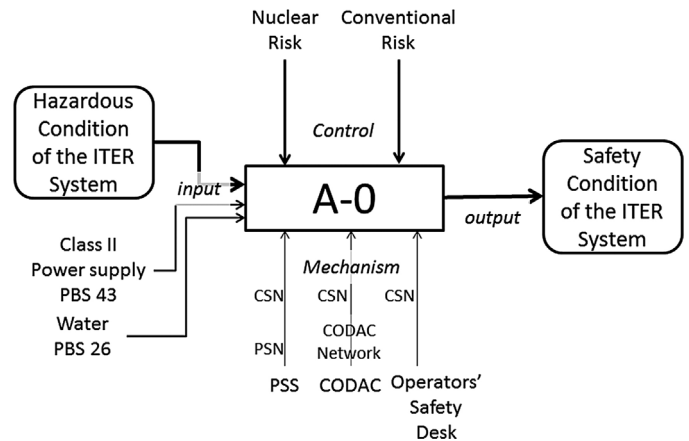 Nuclear
Risk
Conventional
Risk
Hazardous
Condition
of the ITER
System
Control
input
A-0
output
Safety
Condition
of the ITER
System
Class II
Power supply
PBS 43
Water
PBS 26
Mechanism
CSN
CSN
CSN
PSN
CODAC
Network
PSS
CODAC
Operators’
Safety
Desk